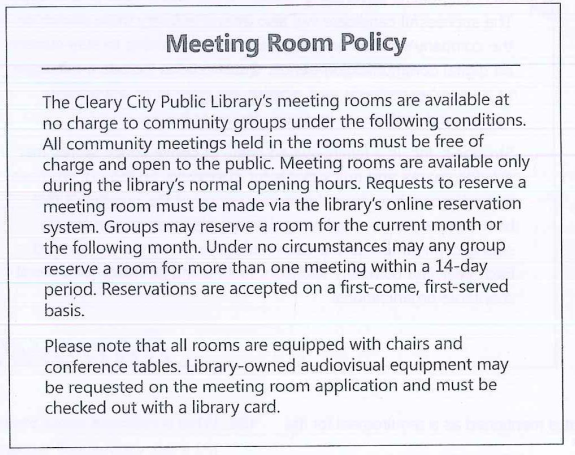 Meeting Room Policy
The Cleary City Public Library's meeting rooms are available at
no charge to community groups under the following conditions.
All community meetings held in the rooms must be free of
charge and open to the public. Meeting rooms are available only
during the library's normal opening hours. Requests to reserve a
meeting room must be made via the library's online reservation
system. Groups may reserve a room for the current month or
the following month. Under no circumstances may any group
reserve a room for more than one meeting within a 14-day
period. Reservations are accepted on a first-come, first-served
basis.
Please note that all rooms are equipped with chairs and
conference tables. Library-owned audiovisual equipment may
be requested on the meeting room application and must be
checked out with a library card.